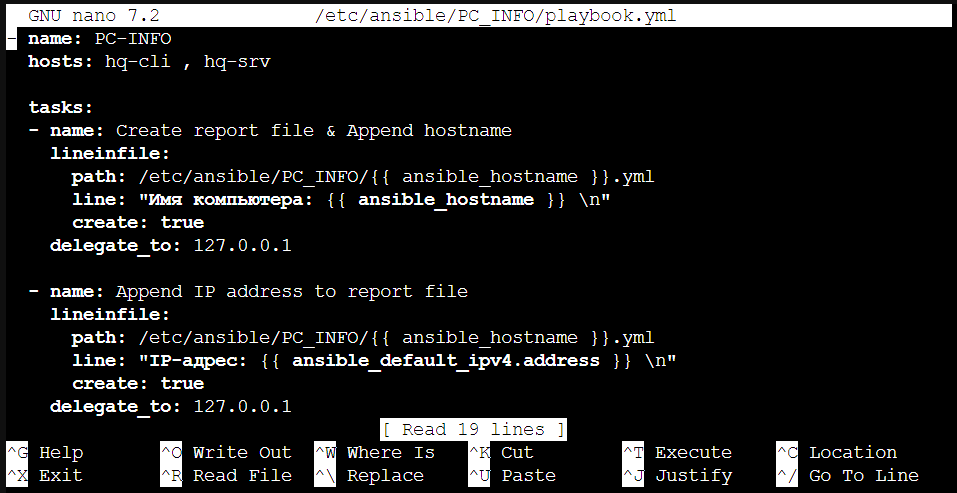 GNU nano 7.2 /etc/ansible/PC_INFO/playbook.yml
- name: PC-INFO
  hosts: hq-cli , hq-srv

  tasks:
  - name: Create report file & Append hostname
    lineinfile:
      path: /etc/ansible/PC_INFO/{{ ansible_hostname }}.yml
      line: "Имя компьютера: {{ ansible_hostname }} \n"
      create: true
    delegate_to: 127.0.0.1

  - name: Append IP address to report file
    lineinfile:
      path: /etc/ansible/PC_INFO/{{ ansible_hostname }}.yml
      line: "IP-адрес: {{ ansible_default_ipv4.address }} \n"
      create: true
    delegate_to: 127.0.0.1
[ Read 19 lines ]
^G Help ^O Write Out ^W Where Is ^K Cut ^T Execute ^C Location
^X Exit ^R Read File ^\ Replace ^U Paste ^J Justify ^/ Go To Line